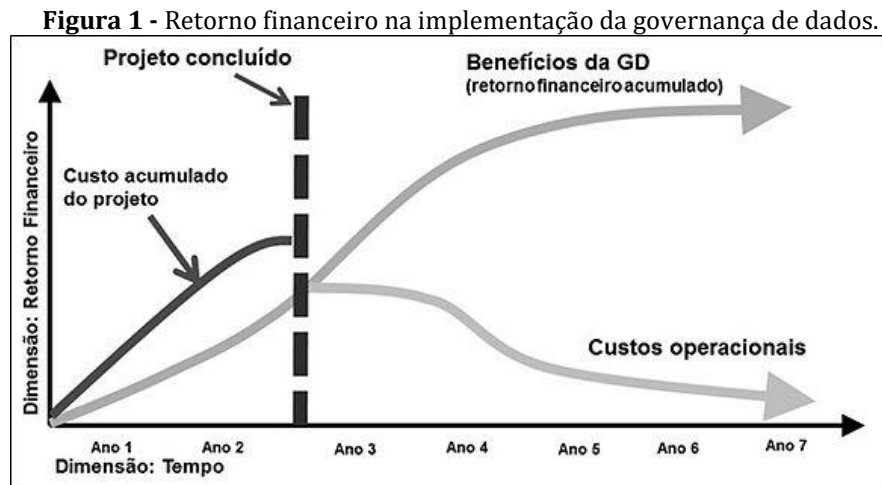 Figura 1 - Retorno financeiro na implementação da governança de dados.
Projeto concluído
Benefícios da GD
(retorno financeiro acumulado)
Custo acumulado
do projeto
Dimensão: Retorno Financeiro
Custos operacionais
Ano 1
Ano 2
Ano 3
Ano 4
Ano 5
Ano 6
Ano 7
Dimensão: Tempo